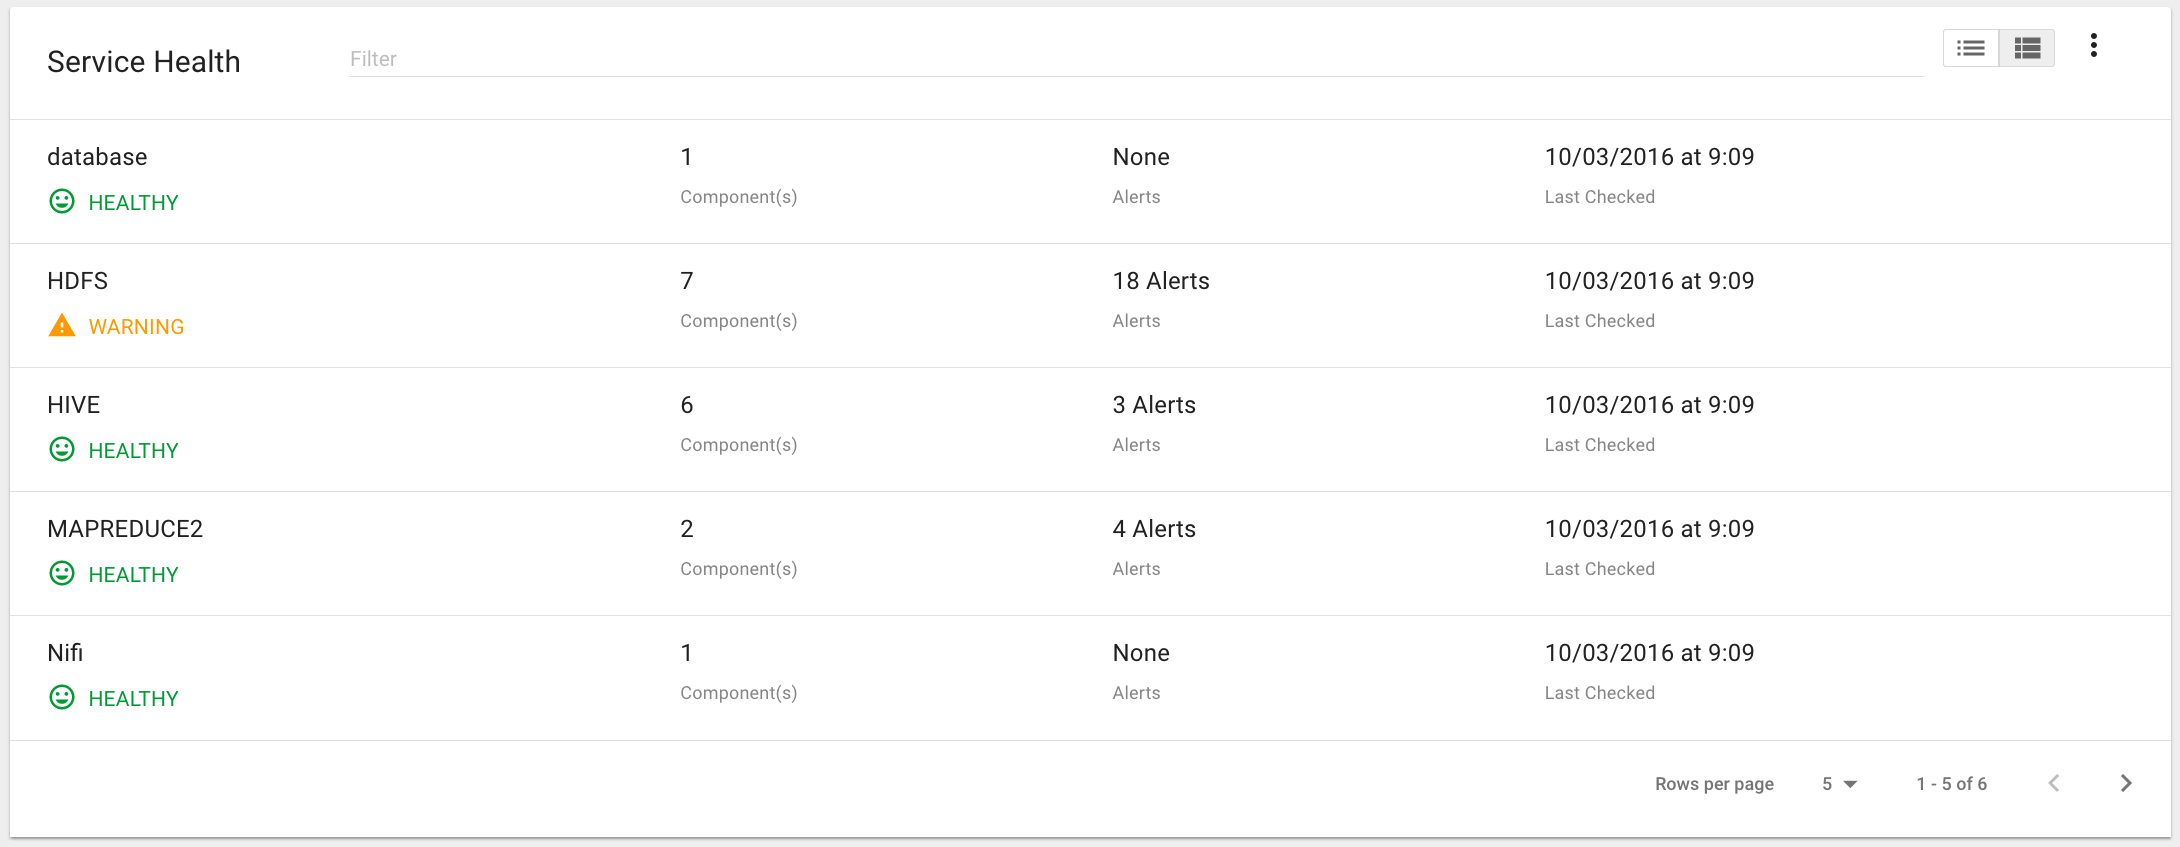 Service Health
Filter
database 1 None 10/03/2016 at 9:09
HEALTHY Component(s) Alerts Last Checked
HDFS 7 18 Alerts 10/03/2016 at 9:09
WARNING Component(s) Alerts Last Checked
HIVE 6 3 Alerts 10/03/2016 at 9:09
HEALTHY Component(s) Alerts Last Checked
MAPREDUCE2 2 4 Alerts 10/03/2016 at 9:09
HEALTHY Component(s) Alerts Last Checked
Nifi 1 None 10/03/2016 at 9:09
HEALTHY Component(s) Alerts Last Checked
Rows per page 5 1 - 5 of 6